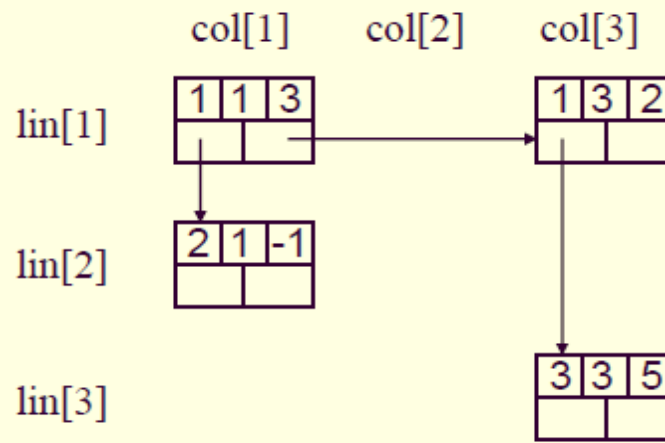 col[1] col[2] col[3]
lin[1] 1 1 3 1 3 2
lin[2] 2 1 -1
lin[3] 3 3 5